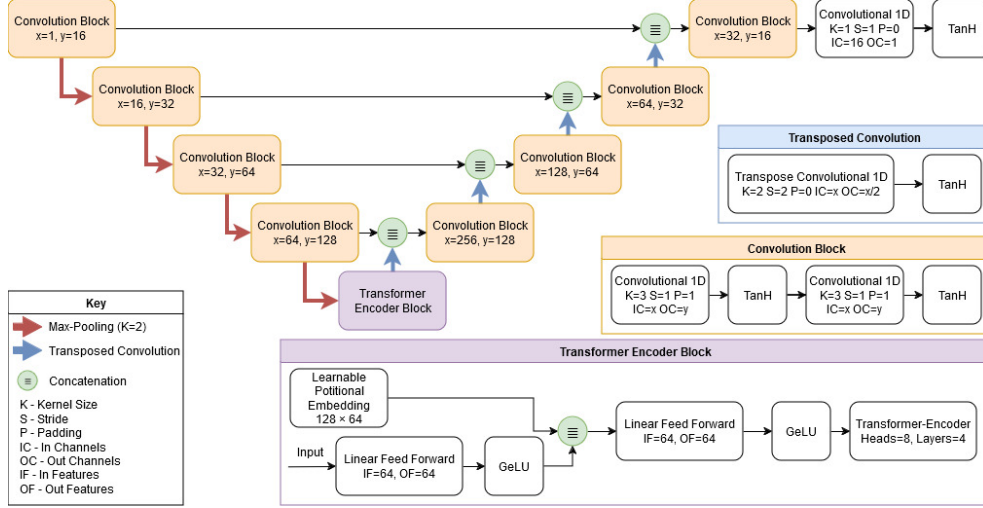 Convolution Block
x=1, y=16
Convolution Block
x=32, y=16
Convolutional 1D
K=1 S=1 P=0
IC=16 OC=1
TanH
Convolution Block
x=16, y=32
Convolution Block
x=64, y=32
Convolution Block
x=32, y=64
Convolution Block
x=128, y=64
Convolution Block
x=64, y=128
Convolution Block
x=256, y=128
Transformer
Encoder Block
Transposed Convolution
Transpose Convolutional 1D
K=2 S=2 P=0 IC=x OC=x/2
TanH
Convolution Block
Convolutional 1D
K=3 S=1 P=1
IC=x OC=y
TanH
Convolutional 1D
K=3 S=1 P=1
IC=x OC=y
TanH
Key
Max-Pooling (K=2)
Transposed Convolution
Concatenation
K - Kernel Size
S - Stride
P - Padding
IC - In Channels
OC - Out Channels
IF - In Features
OF - Out Features
Transformer Encoder Block
Learnable
Potitional
Embedding
128 × 64
Input
Linear Feed Forward
IF=64, OF=64
GeLU
Linear Feed Forward
IF=64, OF=64
GeLU
Transformer-Encoder
Heads=8, Layers=4